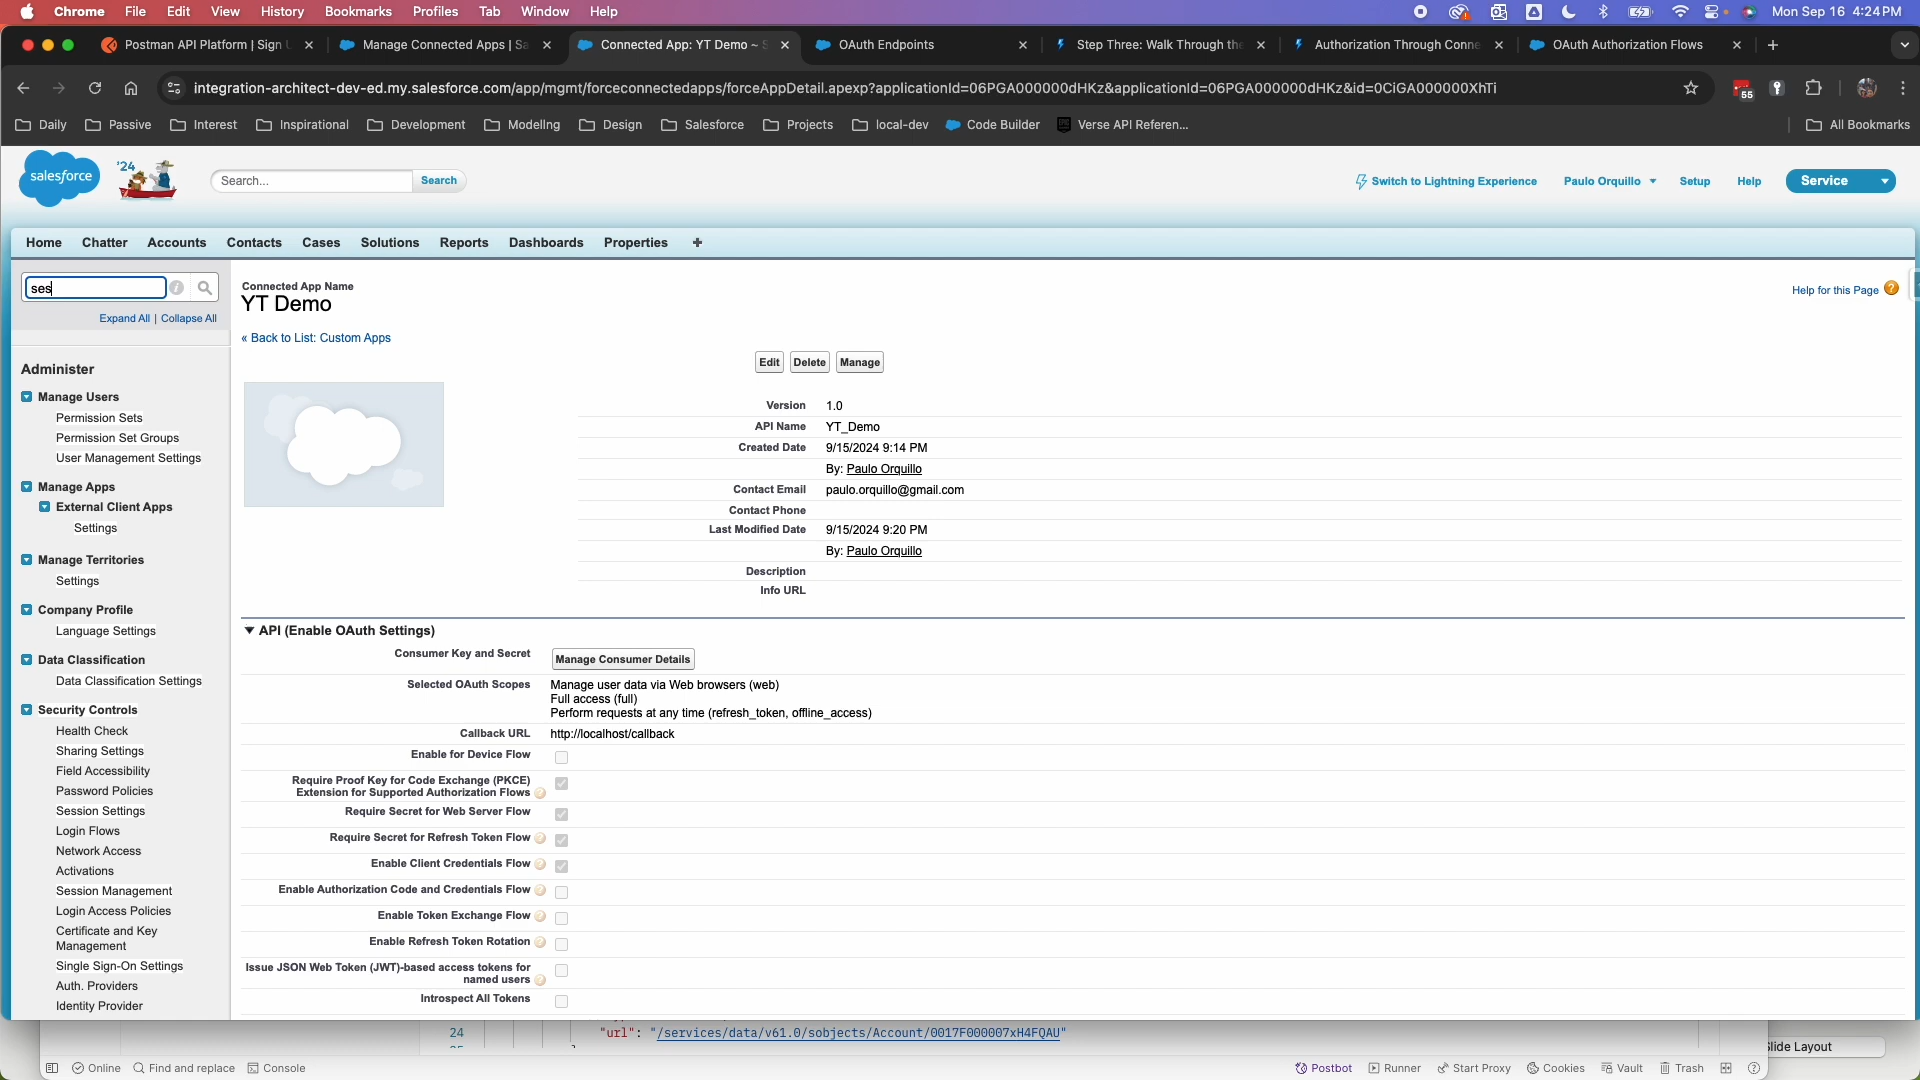 Chrome File Edit View History Bookmarks Profiles Tab Window Help Mon Sep 16 4:24 PM
Postman API Platform | Sign Manage Connected Apps | Sa Connected App: YT Demo ~ S OAuth Endpoints Step Three: Walk Through the Authorization Through Conne OAuth Authorization Flows
integration-architect-dev-ed.my.salesforce.com/app/mgmt/forceconnectedapps/forceAppDetail.apexp?applicationId=06PGA000000dHKz&applicationId=06PGA000000dHKz&id=0CiGA000000XhTi 55
Daily Passive Interest Inspirational Development Modeling Design Salesforce Projects local-dev Code Builder Verse API Referen... All Bookmarks
salesforce '24 Search... Search Switch to Lightning Experience Paulo Orquillo Setup Help Service
Home Chatter Accounts Contacts Cases Solutions Reports Dashboards Properties +
ses
Expand All | Collapse All
Administer
Manage Users
Permission Sets
Permission Set Groups
User Management Settings
Manage Apps
External Client Apps
Settings
Manage Territories
Settings
Company Profile
Language Settings
Data Classification
Data Classification Settings
Security Controls
Health Check
Sharing Settings
Field Accessibility
Password Policies
Session Settings
Login Flows
Network Access
Activations
Session Management
Login Access Policies
Certificate and Key
Management
Single Sign-On Settings
Auth. Providers
Identity Provider
Connected App Name
YT Demo
Help for this Page
« Back to List: Custom Apps
Edit Delete Manage
Version 1.0
API Name YT_Demo
Created Date 9/15/2024 9:14 PM
By: Paulo Orquillo
Contact Email paulo.orquillo@gmail.com
Contact Phone
Last Modified Date 9/15/2024 9:20 PM
By: Paulo Orquillo
Description
Info URL
API (Enable OAuth Settings)
Consumer Key and Secret Manage Consumer Details
Selected OAuth Scopes Manage user data via Web browsers (web)
Full access (full)
Perform requests at any time (refresh_token, offline_access)
Callback URL http://localhost/callback
Enable for Device Flow
Require Proof Key for Code Exchange (PKCE)
Extension for Supported Authorization Flows
Require Secret for Web Server Flow
Require Secret for Refresh Token Flow
Enable Client Credentials Flow
Enable Authorization Code and Credentials Flow
Enable Token Exchange Flow
Enable Refresh Token Rotation
Issue JSON Web Token (JWT)-based access tokens for
named users
Introspect All Tokens
24 "url": "/services/data/v61.0/sobjects/Account/0017F000007xH4FQAU"
Slide Layout
Online Find and replace Console Postbot Runner Start Proxy Cookies Vault Trash